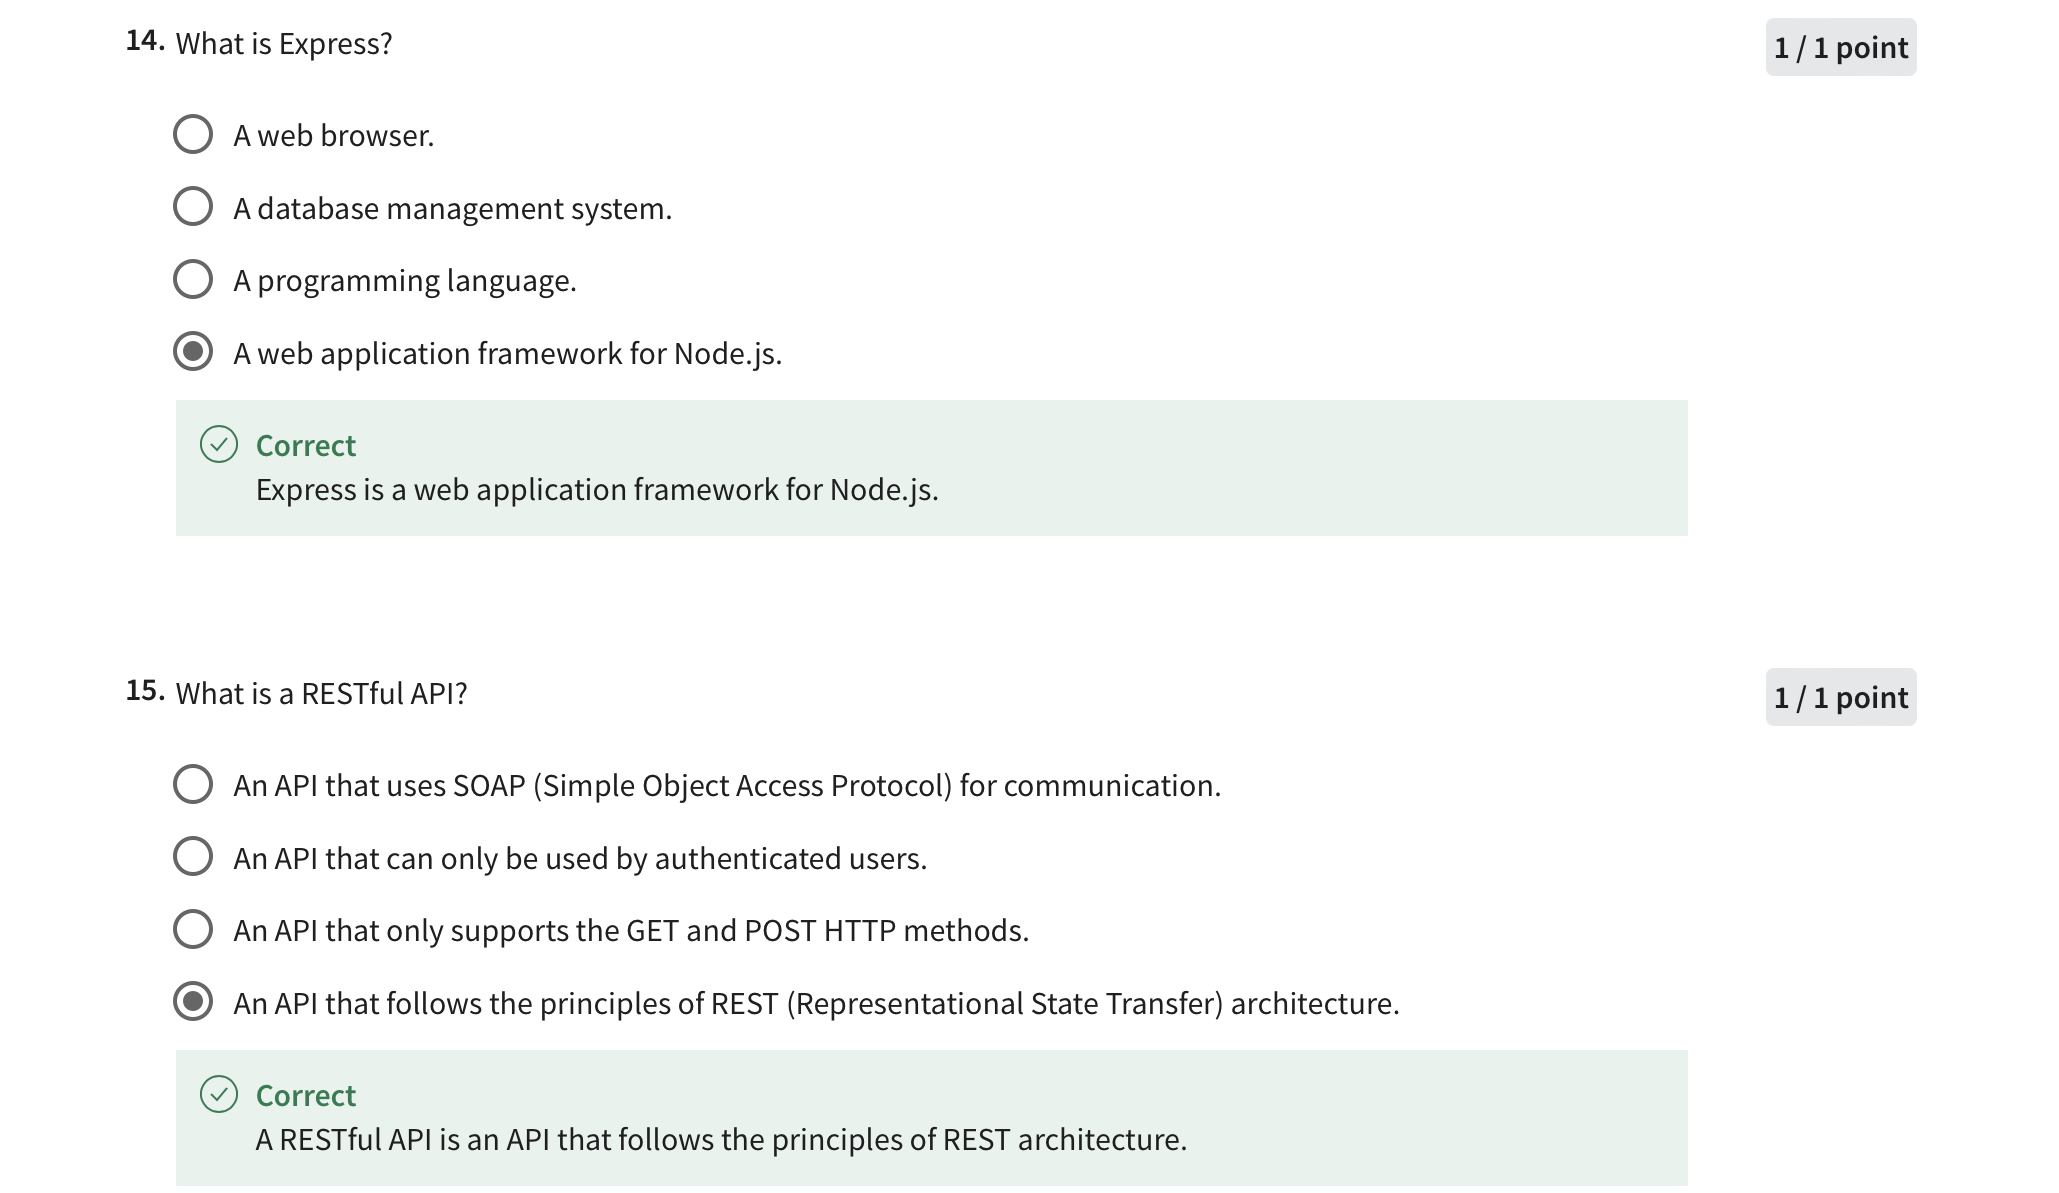 14. What is Express?
1 / 1 point
A web browser.
A database management system.
A programming language.
A web application framework for Node.js.
Correct
Express is a web application framework for Node.js.
15. What is a RESTful API?
1 / 1 point
An API that uses SOAP (Simple Object Access Protocol) for communication.
An API that can only be used by authenticated users.
An API that only supports the GET and POST HTTP methods.
An API that follows the principles of REST (Representational State Transfer) architecture.
Correct
A RESTful API is an API that follows the principles of REST architecture.